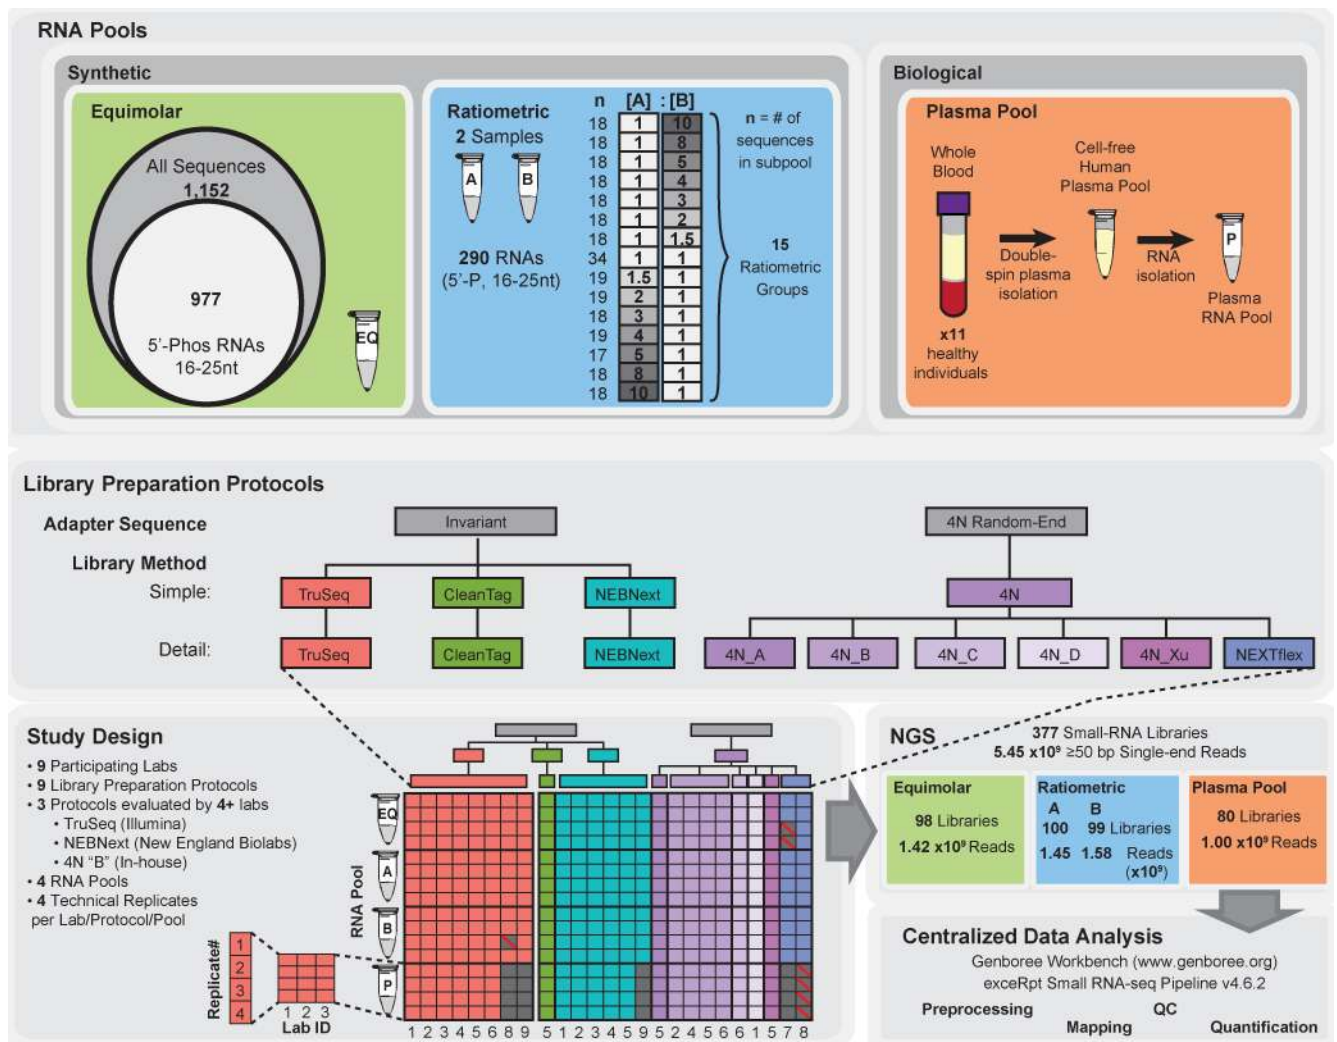 RNA Pools
Synthetic
Equimolar
All Sequences
1,152
977
5'-Phos RNAs
16-25nt
EQ
Ratiometric
2 Samples
A B
290 RNAs
(5'-P, 16-25nt)
n [A] : [B]
18 1 10
18 1 8
18 1 5
18 1 4
18 1 3
18 1 2
18 1 1.5
34 1 1
19 1.5 1
19 2 1
18 3 1
19 4 1
17 5 1
18 8 1
18 10 1
n = # of
sequences
in subpool
15
Ratiometric
Groups
Biological
Plasma Pool
Whole
Blood
x11
healthy
individuals
Double-
spin plasma
isolation
Cell-free
Human
Plasma Pool
RNA
isolation
P
Plasma
RNA Pool
Library Preparation Protocols
Adapter Sequence
Invariant
4N Random-End
Library Method
Simple:
TruSeq
CleanTag
NEBNext
4N
Detail:
TruSeq
CleanTag
NEBNext
4N_A
4N_B
4N_C
4N_D
4N_Xu
NEXTflex
Study Design
• 9 Participating Labs
• 9 Library Preparation Protocols
• 3 Protocols evaluated by 4+ labs
• TruSeq (Illumina)
• NEBNext (New England Biolabs)
• 4N "B" (In-house)
• 4 RNA Pools
• 4 Technical Replicates
per Lab/Protocol/Pool
Replicate#
1
2
3
4
1 2 3
Lab ID
RNA Pool
EQ
A
B
P
1 2 3 4 5 6 8 9 5 1 2 3 4 5 9 5 2 4 5 6 6 1 5 7 8
NGS
377 Small-RNA Libraries
5.45 x10⁹ ≥50 bp Single-end Reads
Equimolar
98 Libraries
1.42 x10⁹ Reads
Ratiometric
A B
100 99 Libraries
1.45 1.58 Reads
(x10⁹)
Plasma Pool
80 Libraries
1.00 x10⁹ Reads
Centralized Data Analysis
Genboree Workbench (www.genboree.org)
exceRpt Small RNA-seq Pipeline v4.6.2
Preprocessing
QC
Mapping
Quantification